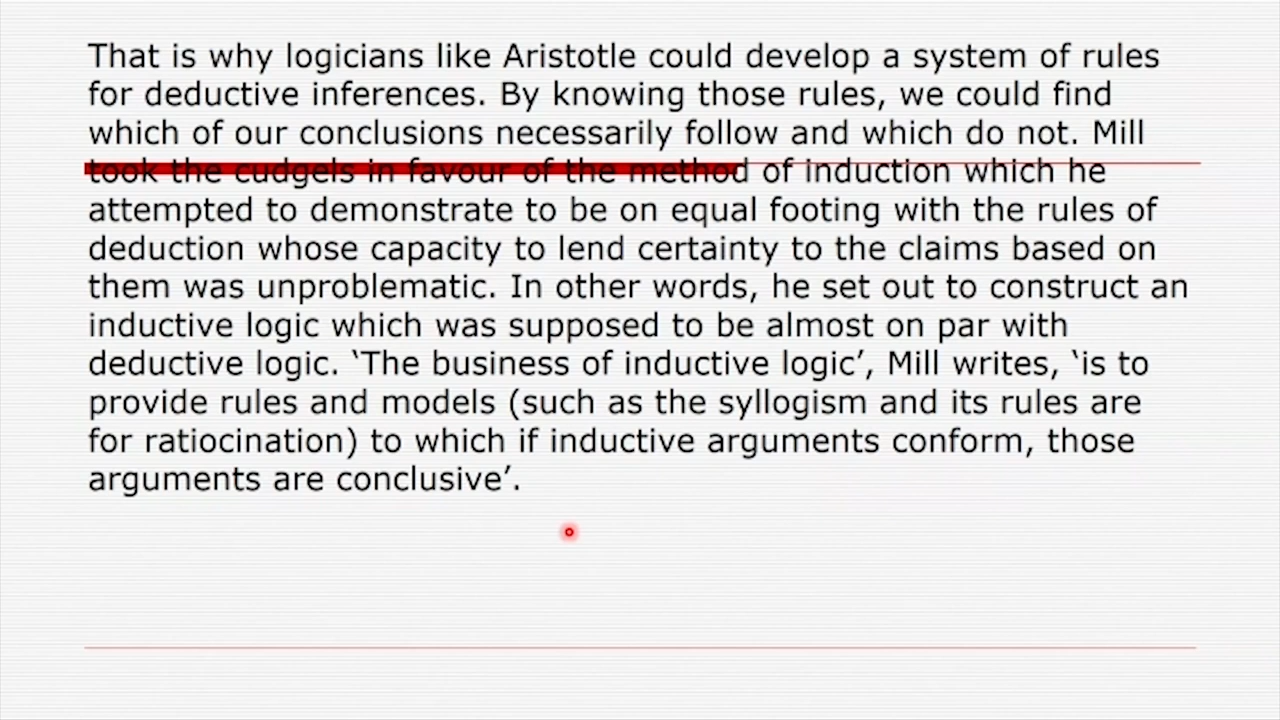 That is why logicians like Aristotle could develop a system of rules
for deductive inferences. By knowing those rules, we could find
which of our conclusions necessarily follow and which do not. Mill
took the cudgels in favour of the method of induction which he
attempted to demonstrate to be on equal footing with the rules of
deduction whose capacity to lend certainty to the claims based on
them was unproblematic. In other words, he set out to construct an
inductive logic which was supposed to be almost on par with
deductive logic. ‘The business of inductive logic’, Mill writes, ‘is to
provide rules and models (such as the syllogism and its rules are
for ratiocination) to which if inductive arguments conform, those
arguments are conclusive’.